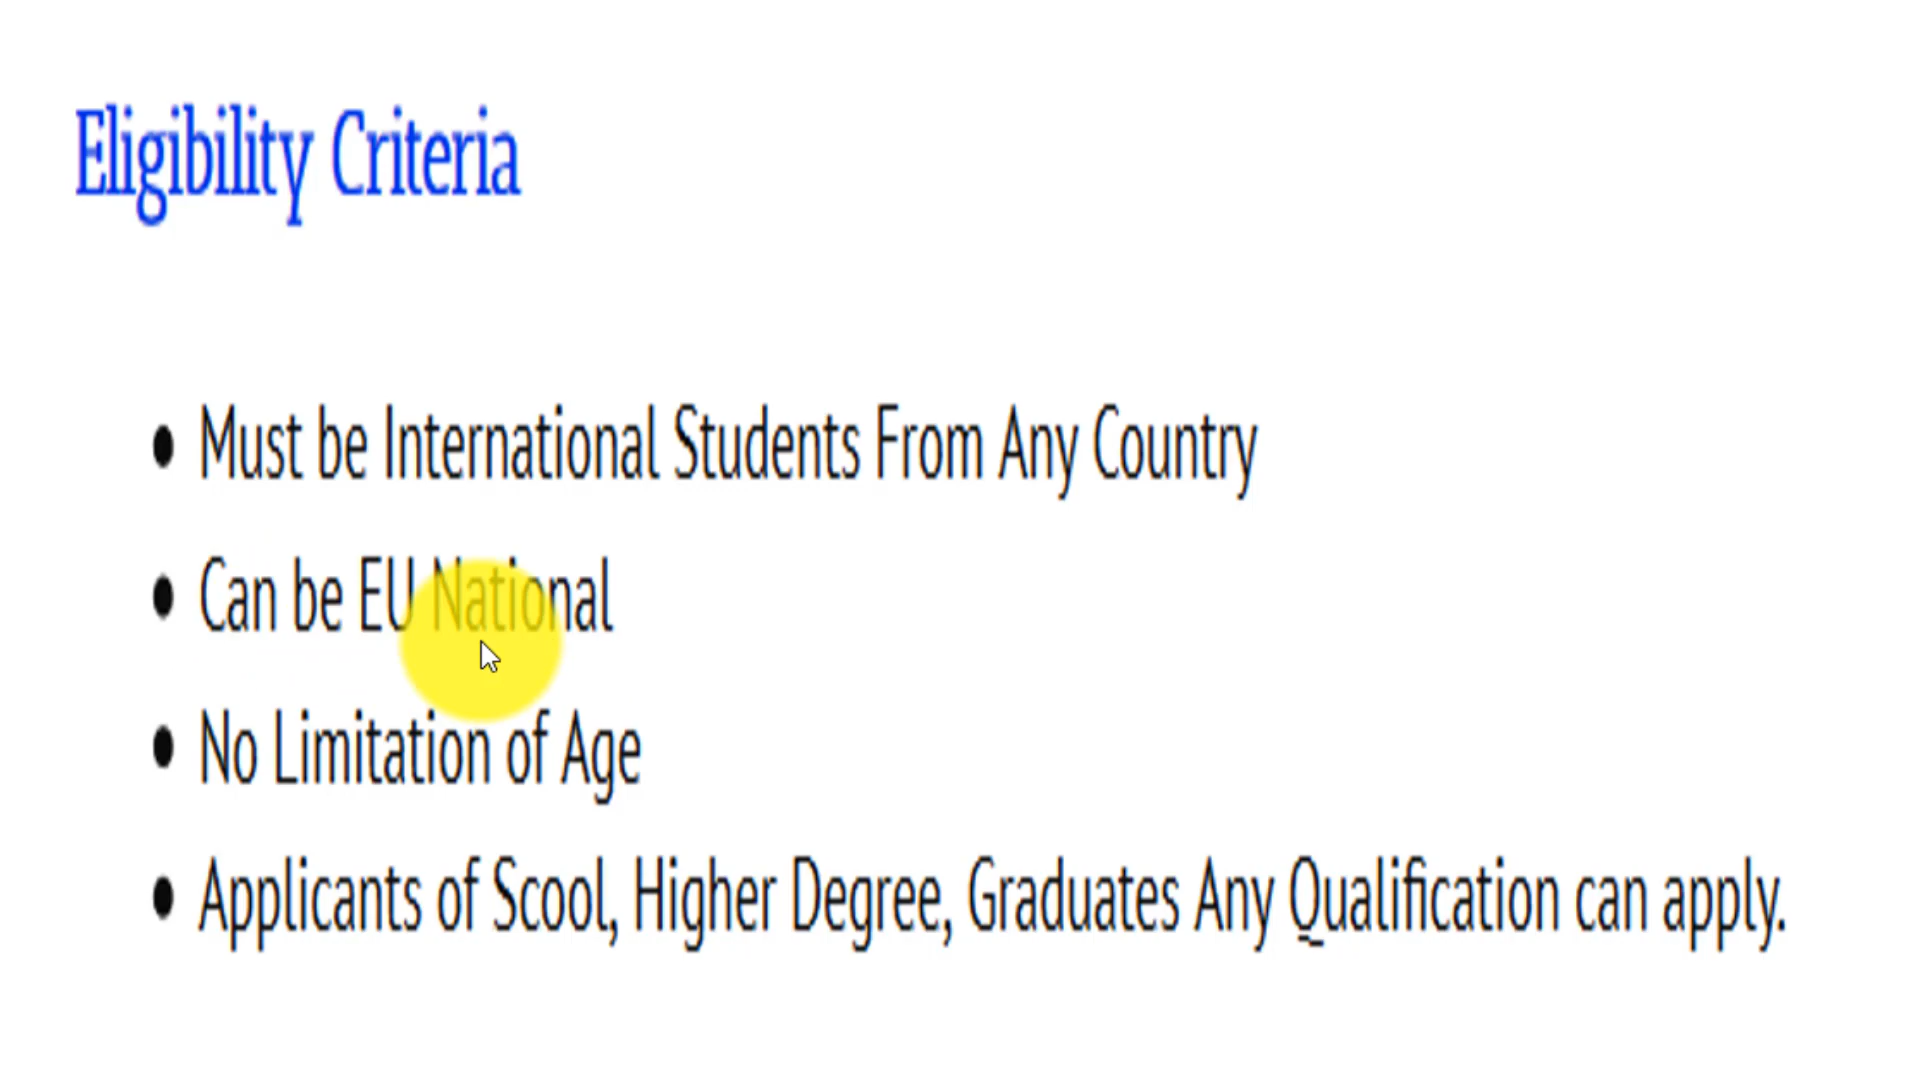 Eligibility Criteria
• Must be International Students From Any Country
• Can be EU National
• No Limitation of Age
• Applicants of Scool, Higher Degree, Graduates Any Qualification can apply.